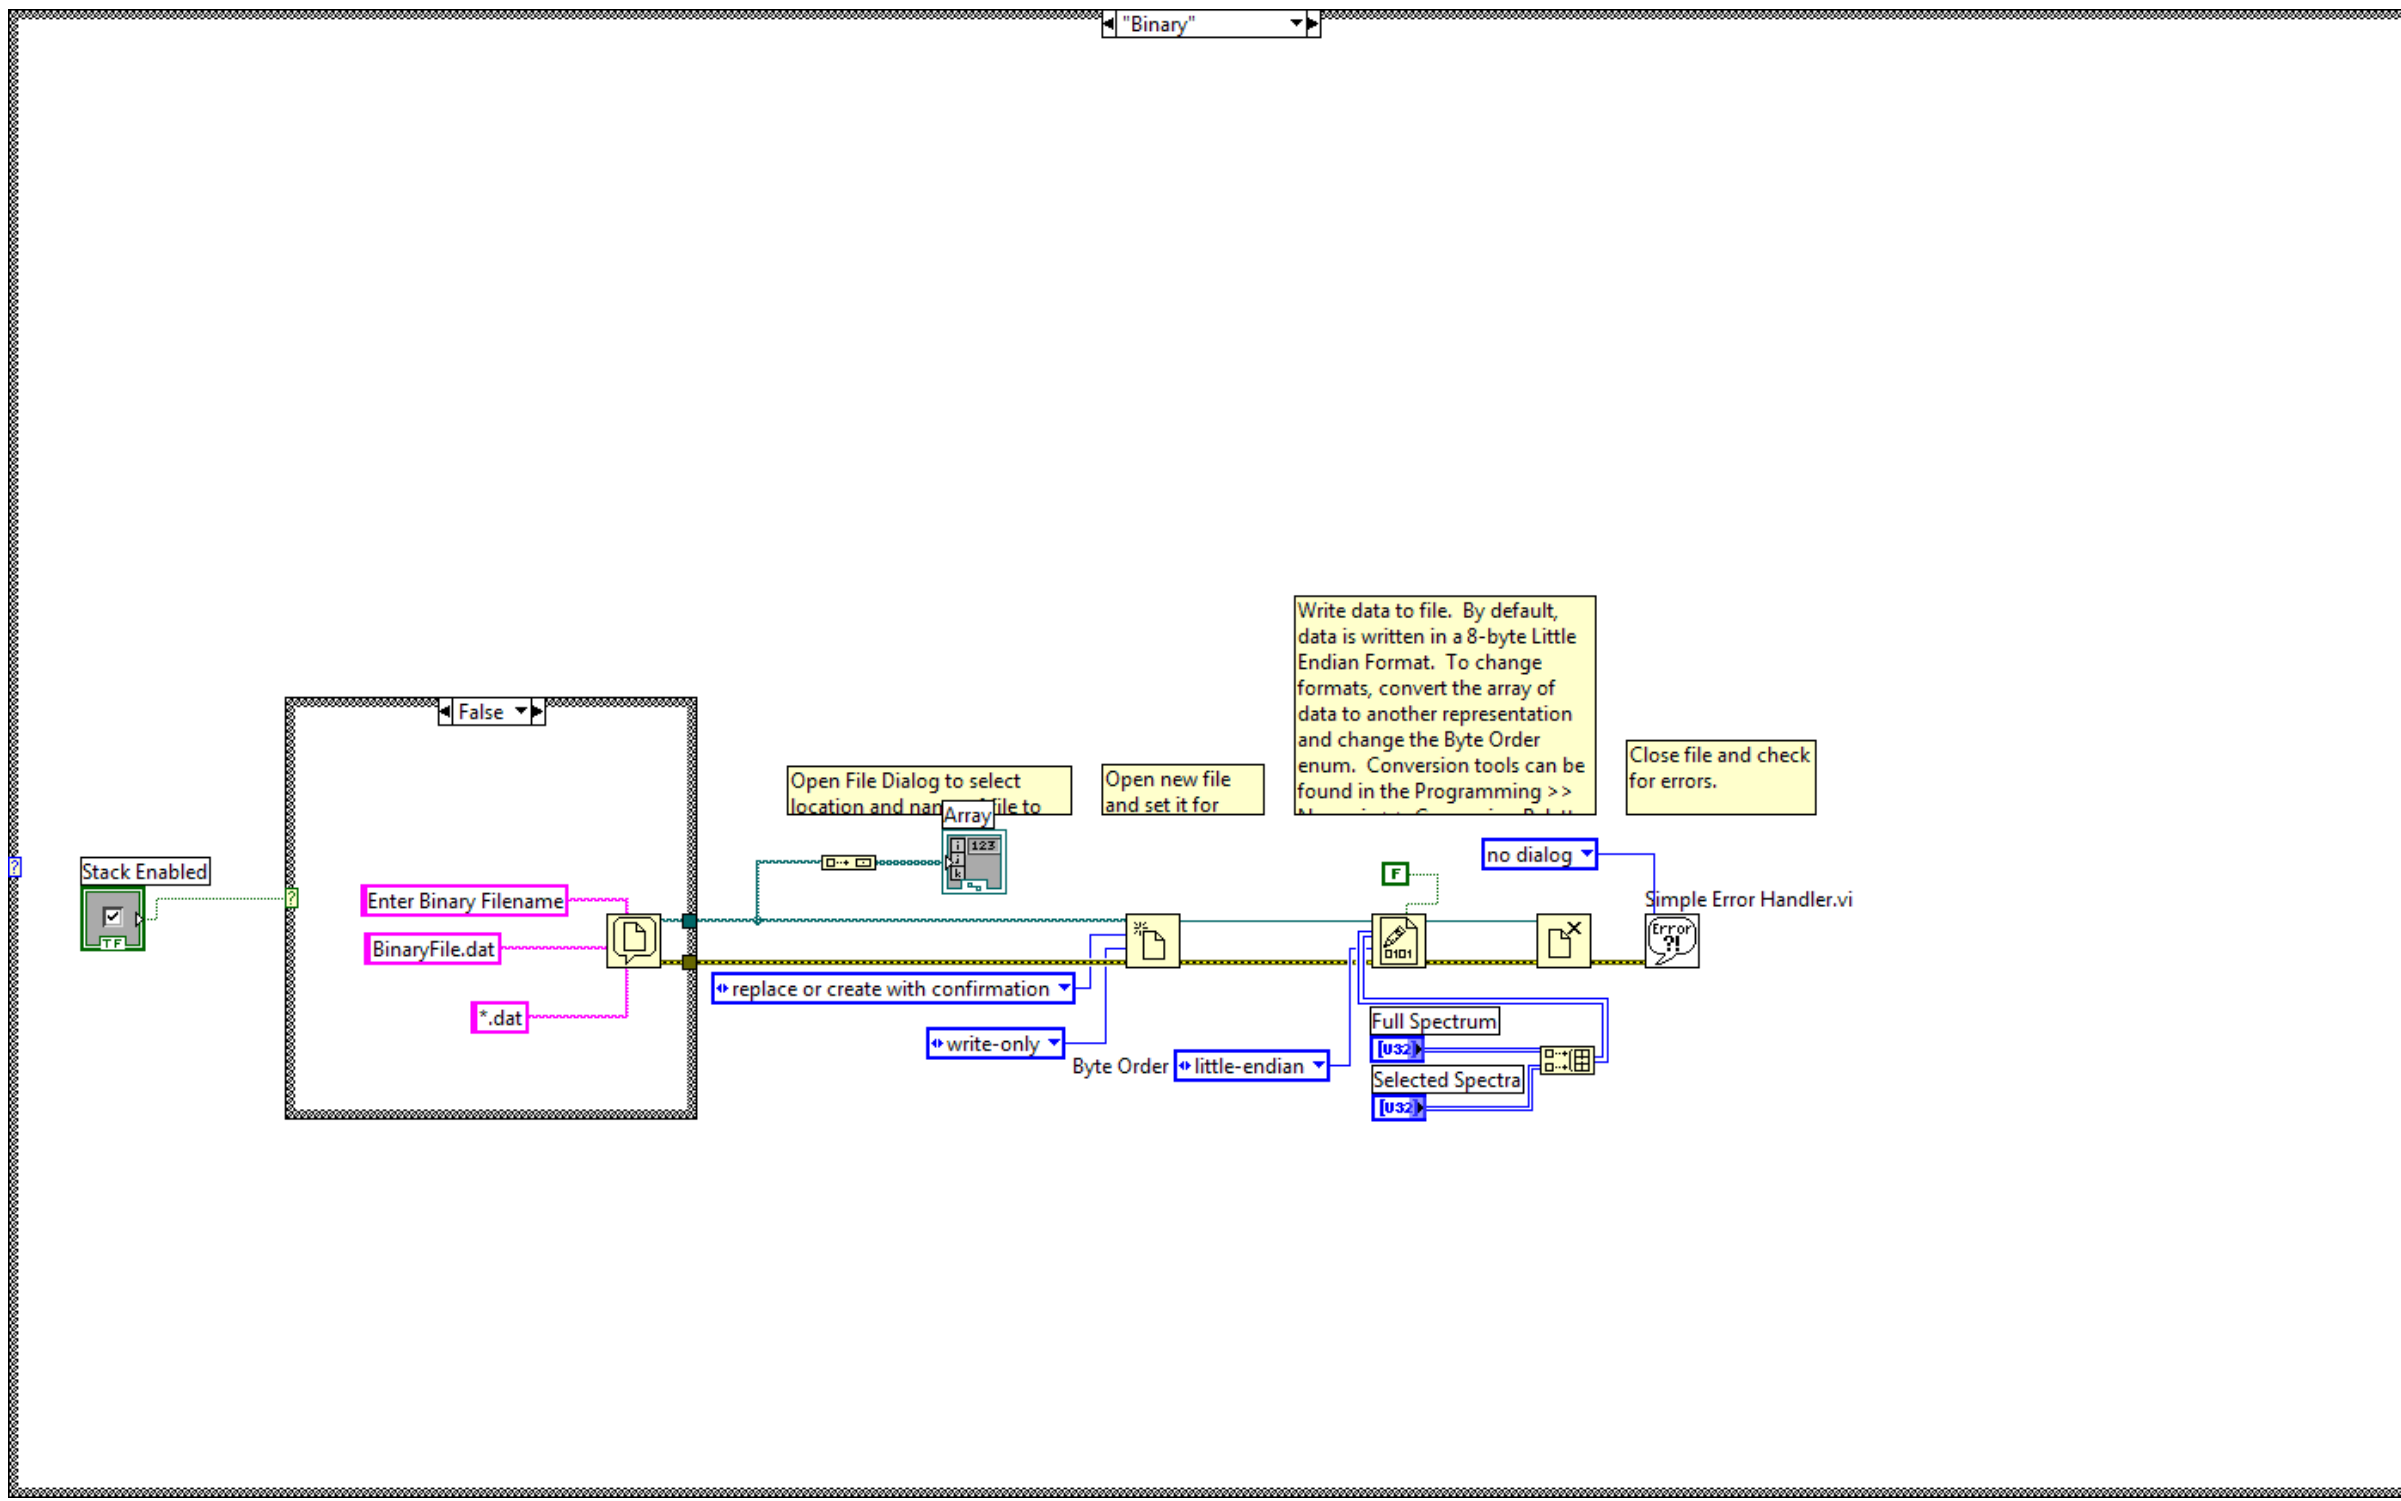 "Binary"
Write data to file.  By default,
data is written in a 8-byte Little
Endian Format.  To change
formats, convert the array of
data to another representation
and change the Byte Order
enum.  Conversion tools can be
found in the Programming >>
False
Open File Dialog to select
location and
file to
Array
i
123
j
k
Open new file
and set it for
Close file and check
for errors.
no dialog
?
Stack Enabled
?
TF
F
Simple Error Handler.vi
Enter Binary Filename
BinaryFile.dat
*.dat
0101
Error
?!
replace or create with confirmation
write-only
Byte Order
little-endian
Full Spectrum
[U32]
Selected Spectra
[U32]